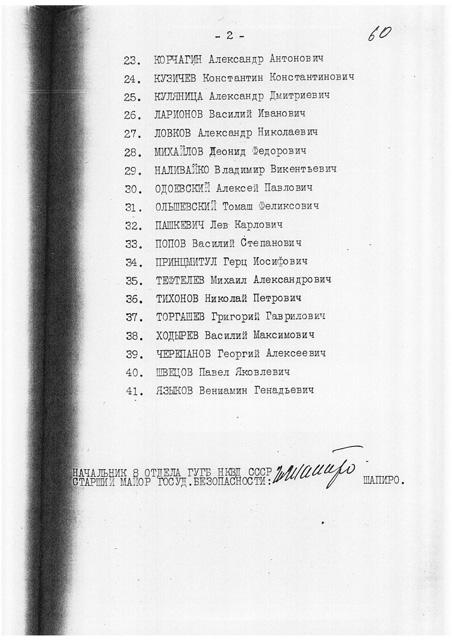 - 2 -
60
23. КОРЧАГИН Александр Антонович
24. КУЗИЧЕВ Константин Константинович
25. КУЛЯНИЦА Александр Дмитриевич
26. ЛАРИОНОВ Василий Иванович
27. ЛОВКОВ Александр Николаевич
28. МИХАЙЛОВ Деонид Федорович
29. НАЛИВАЙКО Владимир Викентьевич
30. ОДОЕВСКИЙ Алексей Павлович
31. ОЛЬШЕВСКИЙ Томаш Феликсович
32. ПАШКЕВИЧ Лев Карлович
33. ПОПОВ Василий Степанович
34. ПРИНЦМИТУЛ Герц Иосифович
35. ТЕФТЕЛЕВ Михаил Александрович
36. ТИХОНОВ Николай Петрович
37. ТОРГАШЕВ Григорий Гаврилович
38. ХОДЫРЕВ Василий Максимович
39. ЧЕРЕПАНОВ Георгий Алексеевич
40. ШВЕЦОВ Павел Яковлевич
41. ЯЗЫКОВ Вениамин Генадьевич
НАЧАЛЬНИК 8 ОТДЕЛА ГУГБ НКВД СССР
СТАРШИЙ МАЙОР ГОСУД.БЕЗОПАСНОСТИ: Шапиро ШАПИРО.